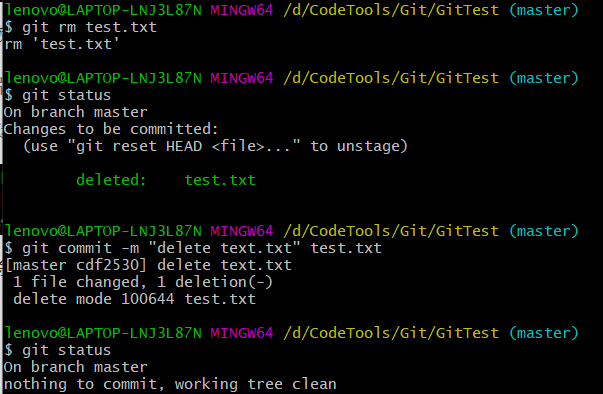 lenovo@LAPTOP-LNJ3L87N MINGW64 /d/CodeTools/Git/GitTest (master)
$ git rm test.txt
rm 'test.txt'
lenovo@LAPTOP-LNJ3L87N MINGW64 /d/CodeTools/Git/GitTest (master)
$ git status
On branch master
Changes to be committed:
  (use "git reset HEAD <file>..." to unstage)
        deleted:    test.txt
lenovo@LAPTOP-LNJ3L87N MINGW64 /d/CodeTools/Git/GitTest (master)
$ git commit -m "delete text.txt" test.txt
[master cdf2530] delete text.txt
 1 file changed, 1 deletion(-)
 delete mode 100644 test.txt
lenovo@LAPTOP-LNJ3L87N MINGW64 /d/CodeTools/Git/GitTest (master)
$ git status
On branch master
nothing to commit, working tree clean